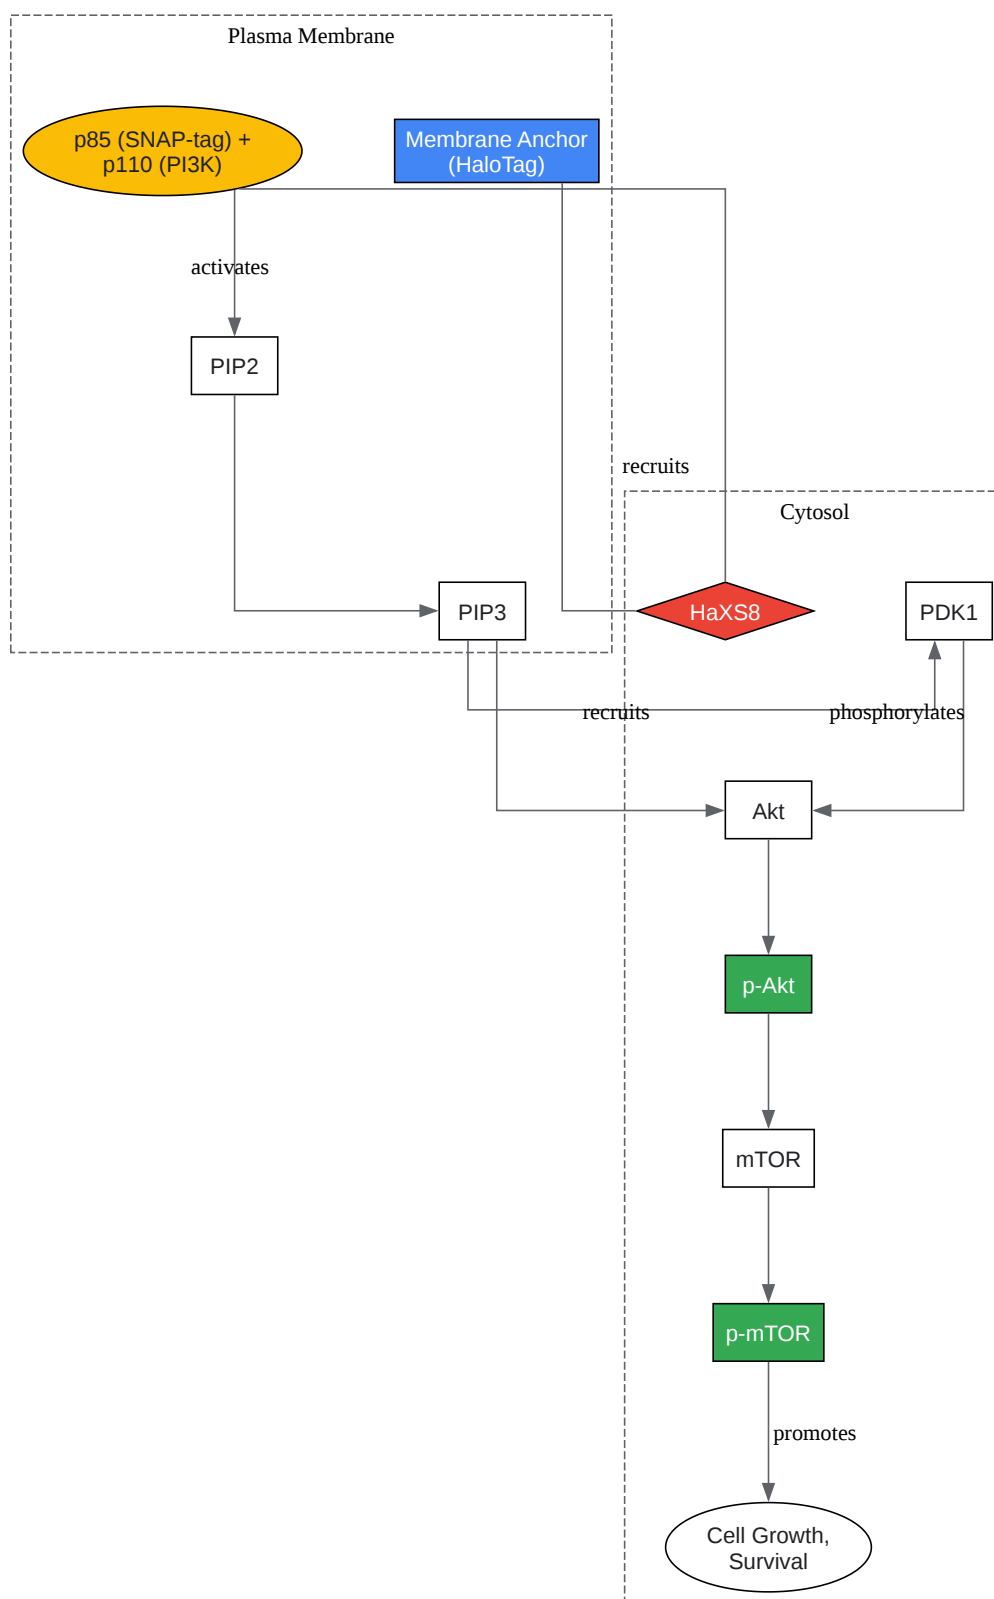 Plasma Membrane
p85 (SNAP-tag) +
p110 (PI3K)
Membrane Anchor
(HaloTag)
activates
PIP2
recruits
Cytosol
PIP3
HaXS8
PDK1
recruits
phosphorylates
Akt
p-Akt
mTOR
p-mTOR
promotes
Cell Growth,
Survival